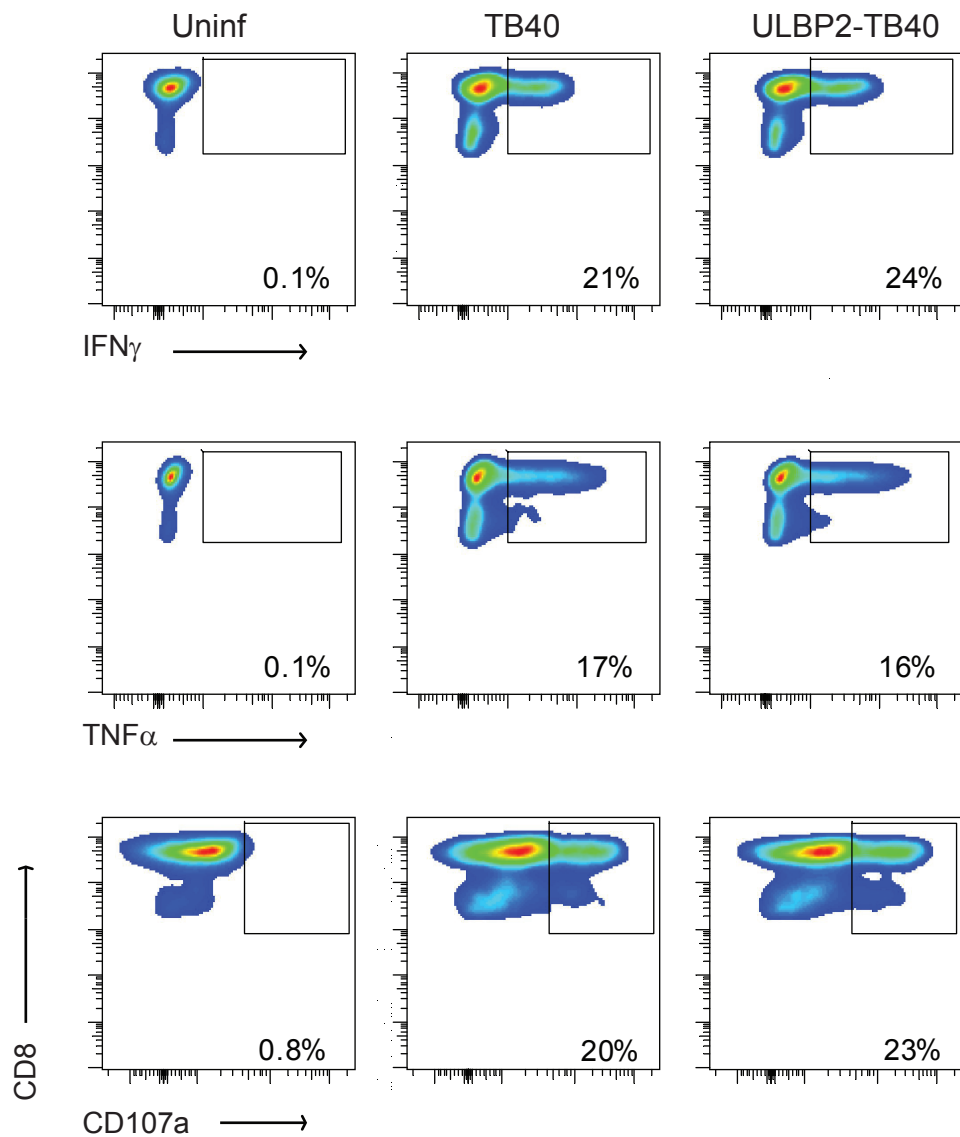 Uninf TB40 ULBP2-TB40
0.1% 21% 24%
IFNγ
0.1% 17% 16%
TNFα
0.8% 20% 23%
CD8
CD107a